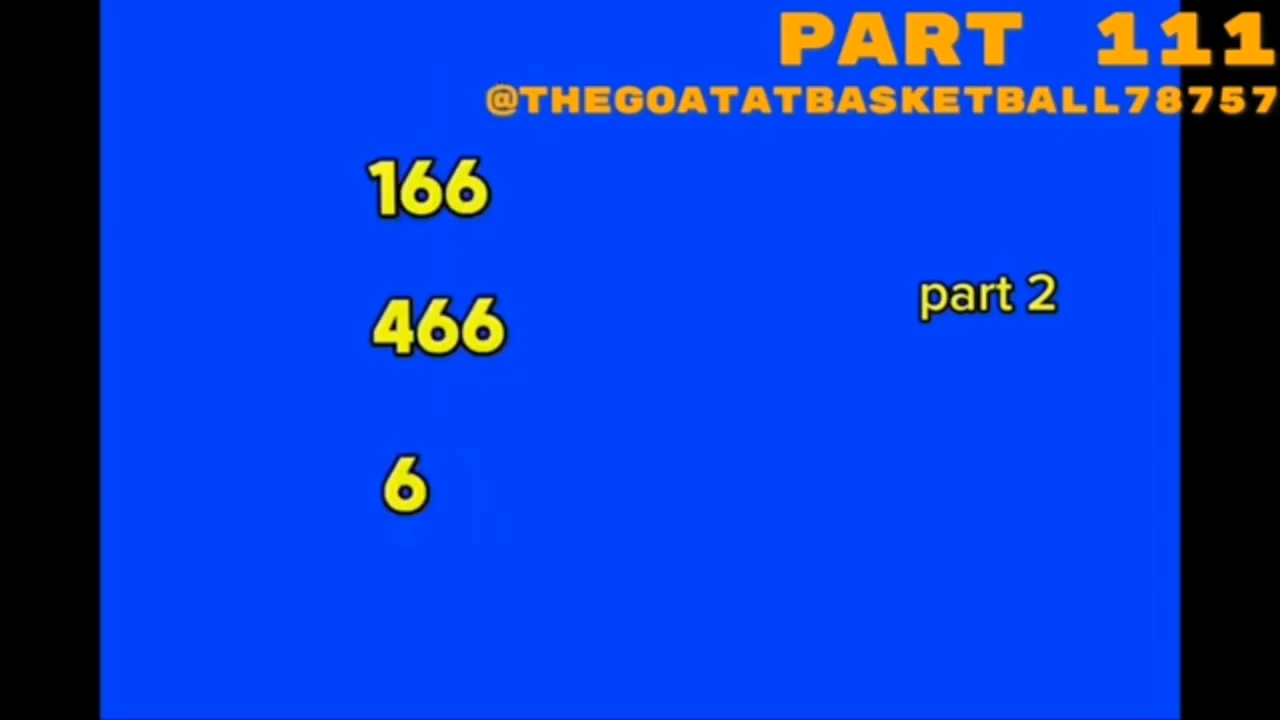 PART 111
@THEGOATATBASKETBALL78757
166
part 2
466
6